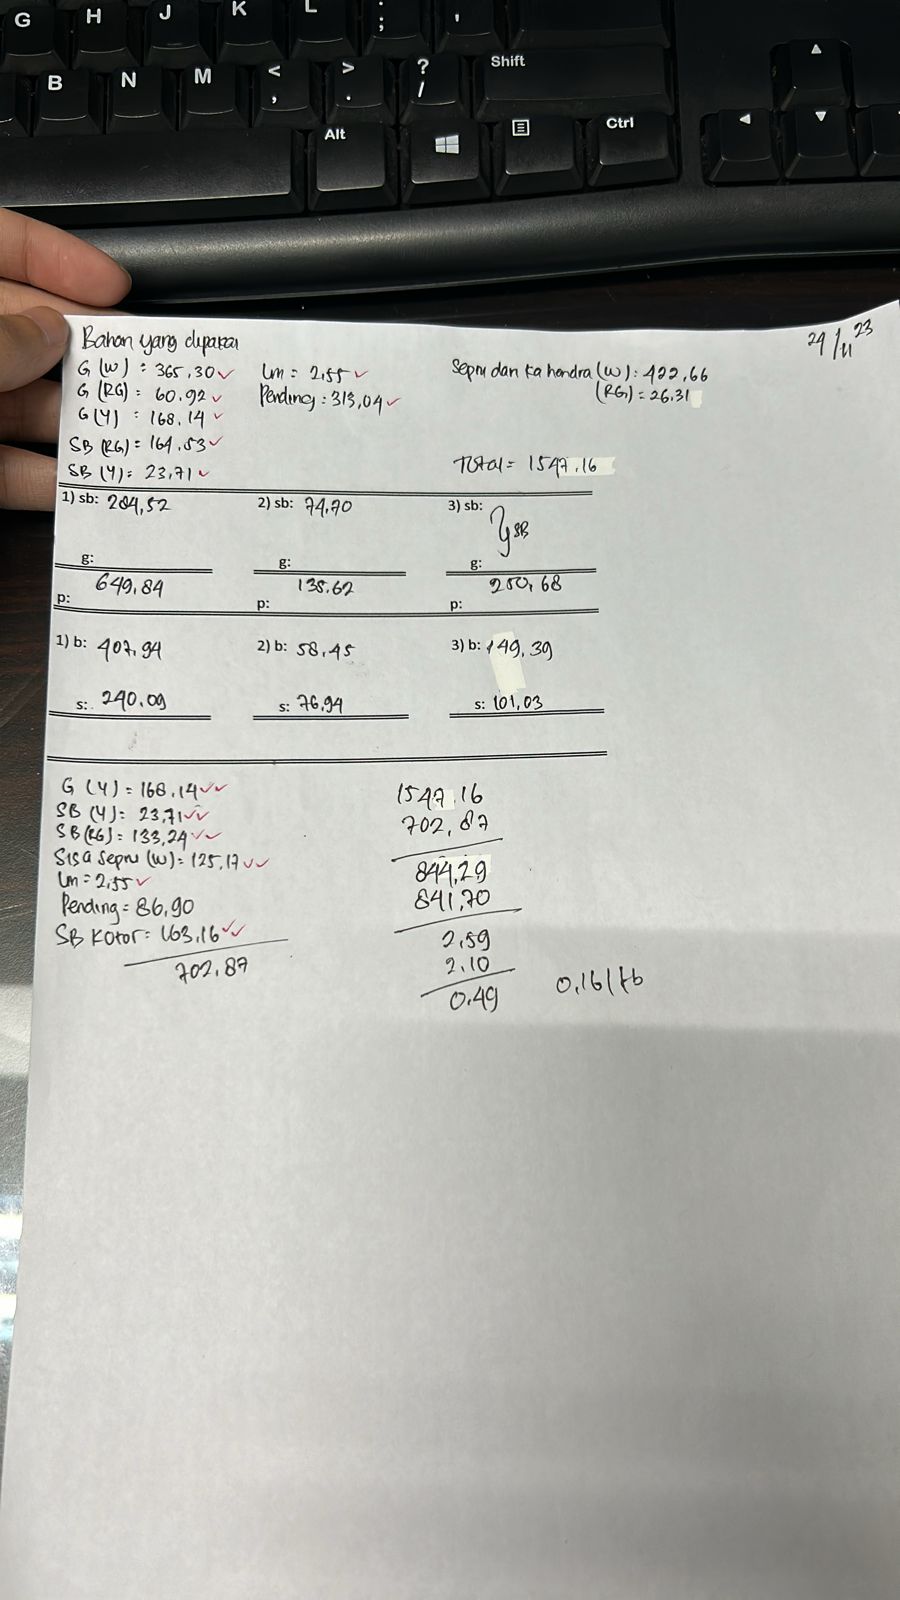 G H J K L ; : ' 
B N M < , > . ? / Shift
Alt Ctrl
Bahan yang dipakai
24/11 23
G (W) : 365.30 ✓ Lm = 2,55 ✓ Sepru dan ka hendra (W) : 422,66
G (RG) = 60.92 ✓ Pending : 313,04 ✓ (RG) = 26.31
G (Y) : 168.14 ✓
SB (RG) = 164.53 ✓
SB (Y) = 23,71 ✓ Total = 1547.16
1) sb: 284,52 2) sb: 74,70 3) sb: SB
g: g: g:
649,84 135.62 250,68
p: p: p:
1) b: 407,94 2) b: 58,45 3) b: 149,39
s: 240.09 s: 76,94 s: 101,03
G (Y) = 168.14 ✓✓ 1547.16
SB (Y) = 23,71 ✓✓ 702,87
SB (RG) = 133,24 ✓✓ 844,29
Sisa Sepru (W) = 125,17 ✓✓ 841,70
Lm = 2,55 ✓ 2,59
Pending = 86,90 2.10
SB Kotor = 163,16 ✓✓ 0.49 0,16/tb
702.87